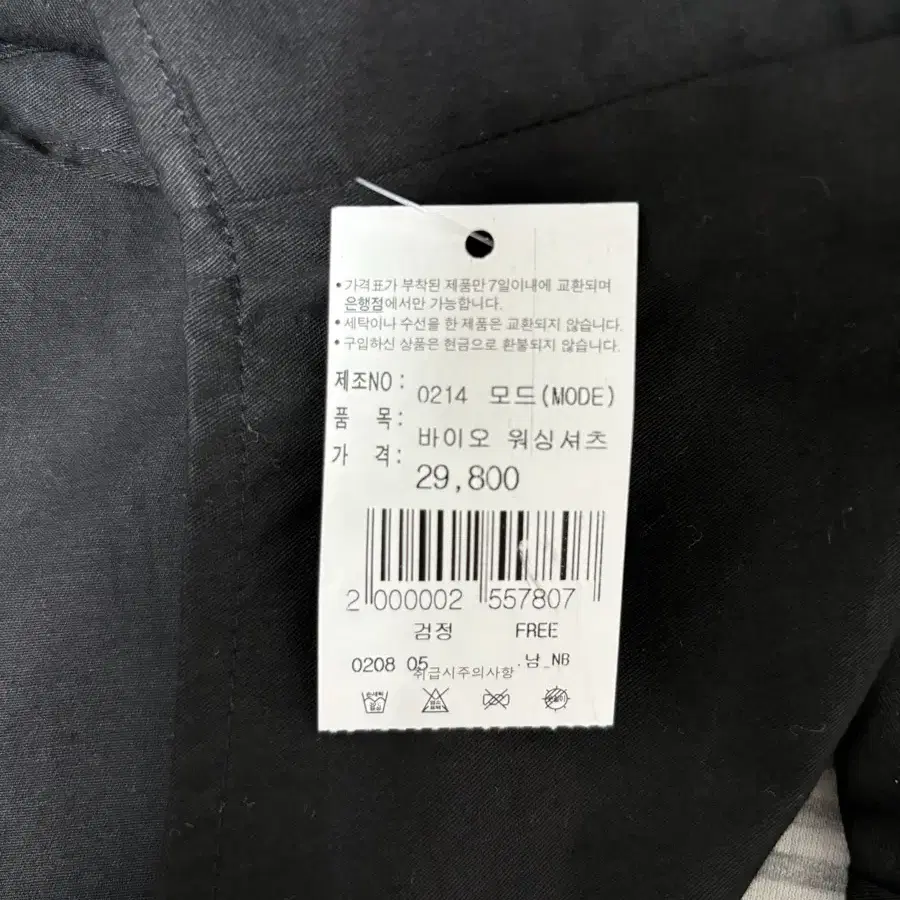 • 가격표가 부착된 제품만 7일이내에 교환되며
은행점에서만 가능합니다.
• 세탁이나 수선을 한 제품은 교환되지 않습니다.
• 구입하신 상품은 현금으로 환불되지 않습니다.
제조NO : 0214 모드(MODE)
품 목 : 바이오 워싱셔츠
가 격 : 29,800
2 000002 557807
검정 FREE
0208 05 .남_NB
취급시주의사항